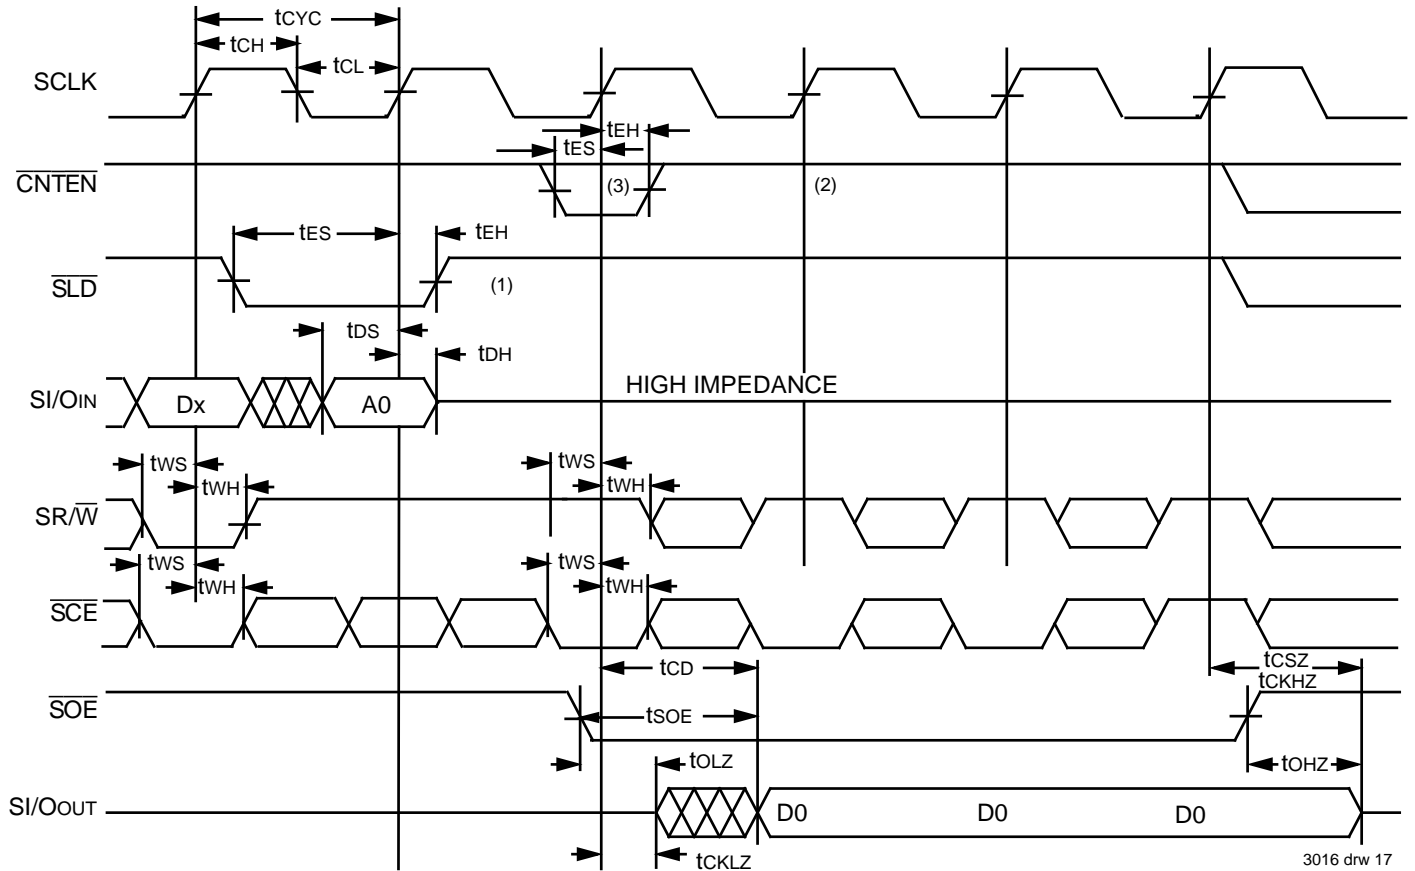 tCYC
tCH
tCL
SCLK
tEH
tES
CNTEN
(3)
(2)
tES
tEH
SLD
(1)
tDS
tDH
HIGH IMPEDANCE
SI/OIN
Dx
A0
tWS
tWS
tWH
tWH
SR/W
tWS
tWS
tWH
tWH
SCE
tCD
tCSZ
tCKHZ
SOE
tSOE
tOLZ
tOHZ
SI/OOUT
D0
D0
D0
tCKLZ
3016 drw 17